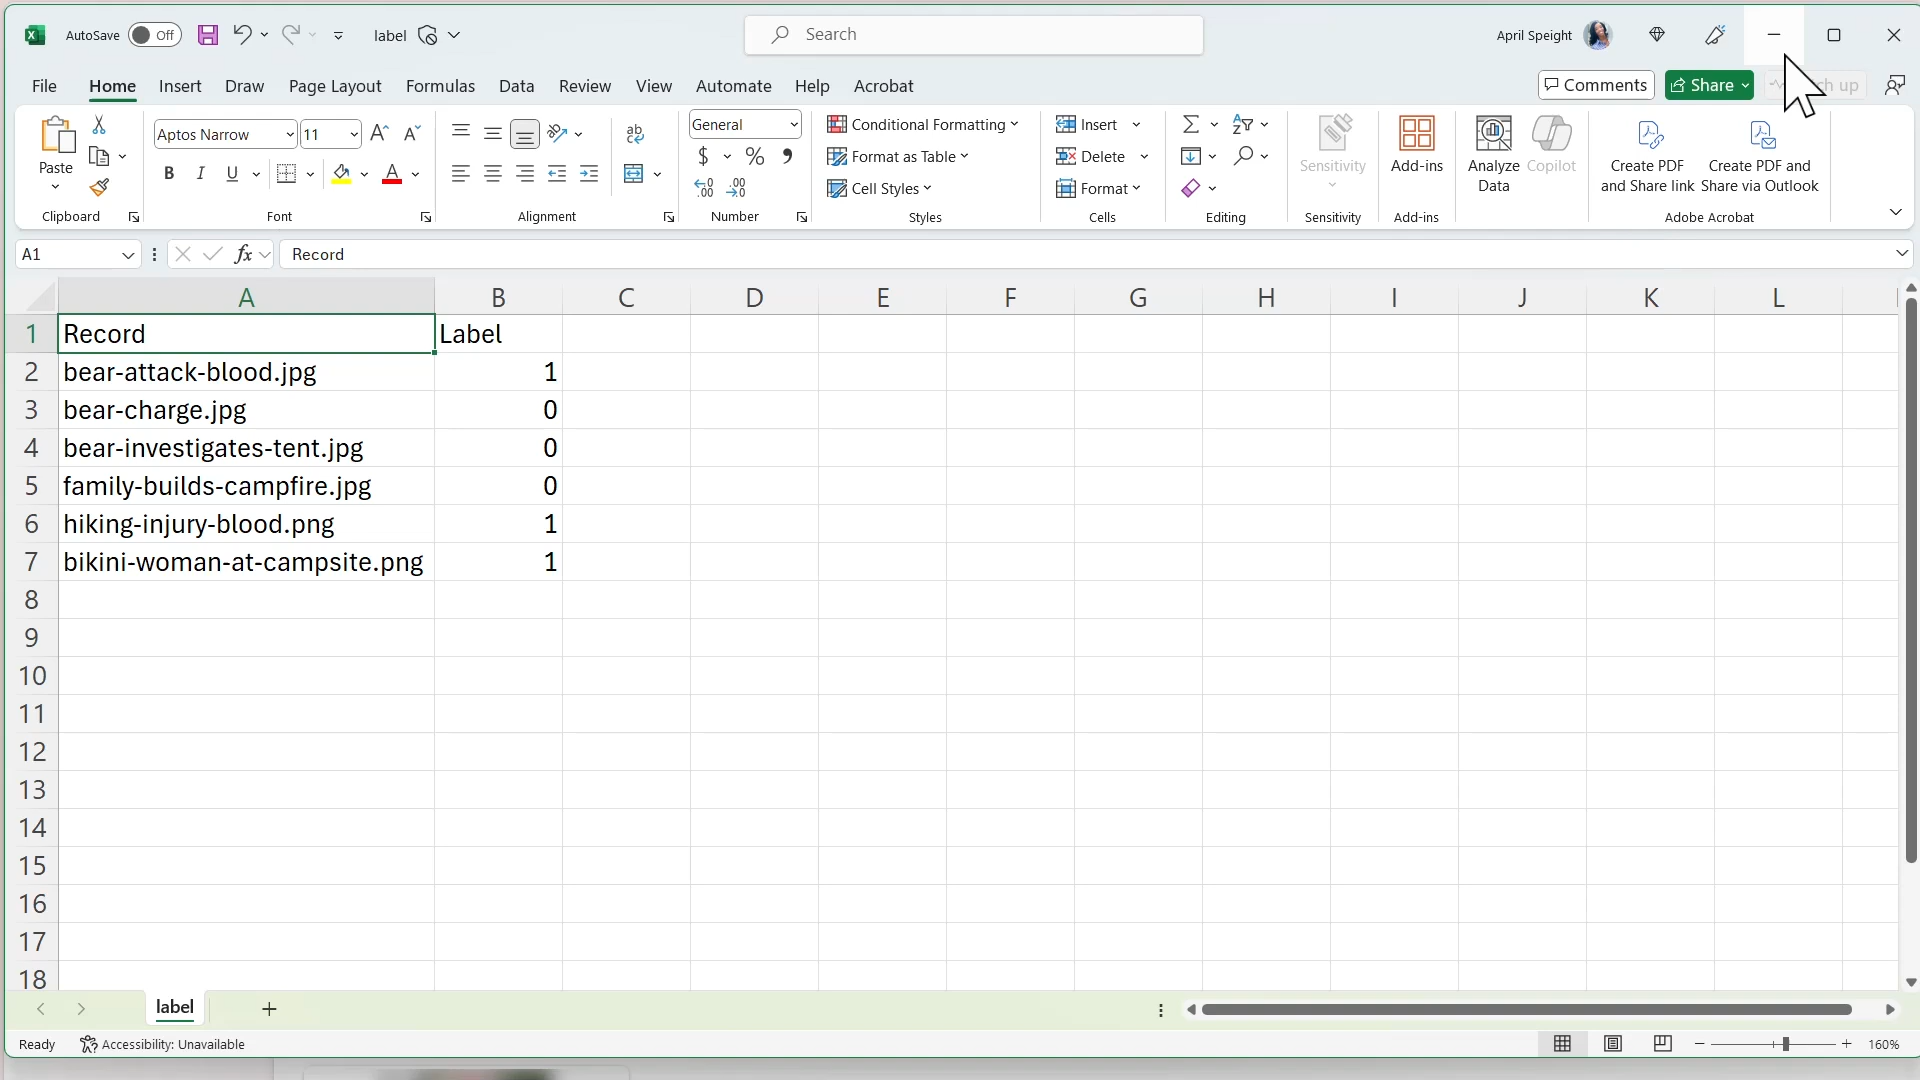 AutoSave Off label Search April Speight
File Home Insert Draw Page Layout Formulas Data Review View Automate Help Acrobat Comments Share
Paste Aptos Narrow 11 ab General Conditional Formatting Insert Sensitivity Add-ins Analyze Data Copilot Create PDF and Share link Create PDF and Share via Outlook
B I U A $ % Format as Table Delete
Cell Styles Format
Clipboard Font Alignment Number Styles Cells Editing Sensitivity Add-ins Adobe Acrobat
A1 fx Record
A B C D E F G H I J K L
1 Record Label
2 bear-attack-blood.jpg 1
3 bear-charge.jpg 0
4 bear-investigates-tent.jpg 0
5 family-builds-campfire.jpg 0
6 hiking-injury-blood.png 1
7 bikini-woman-at-campsite.png 1
8
9
10
11
12
13
14
15
16
17
18
label
Ready Accessibility: Unavailable 160%